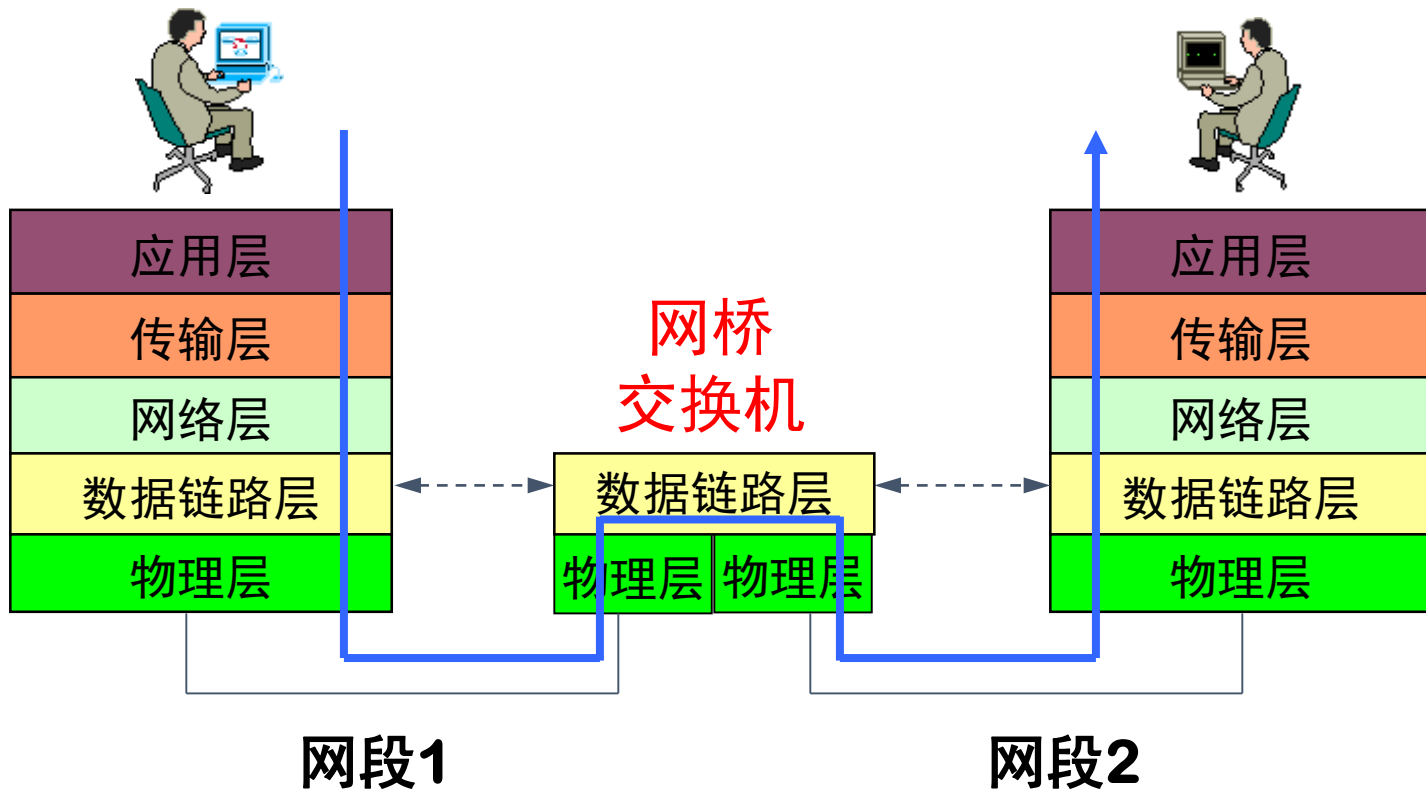 应用层
传输层
网络层
数据链路层
物理层
网桥
交换机
数据链路层
物理层
物理层
应用层
传输层
网络层
数据链路层
物理层
网段1
网段2